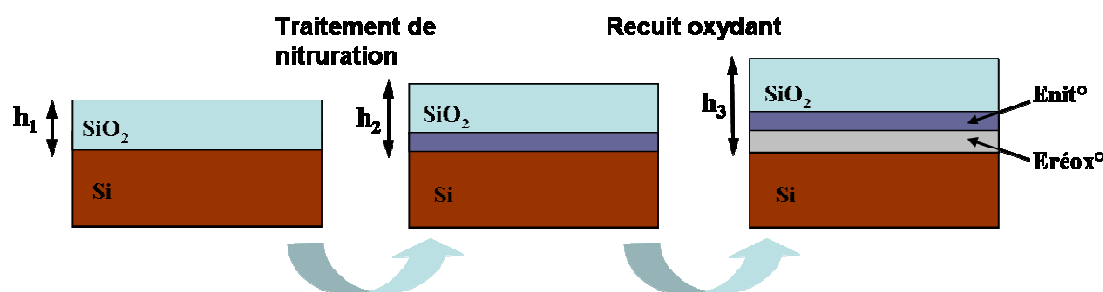 Traitement de
nitruration
Recuit oxydant
h1
SiO2
Si
h2
SiO2
Si
h3
SiO2
Si
Enit°
Eréox°